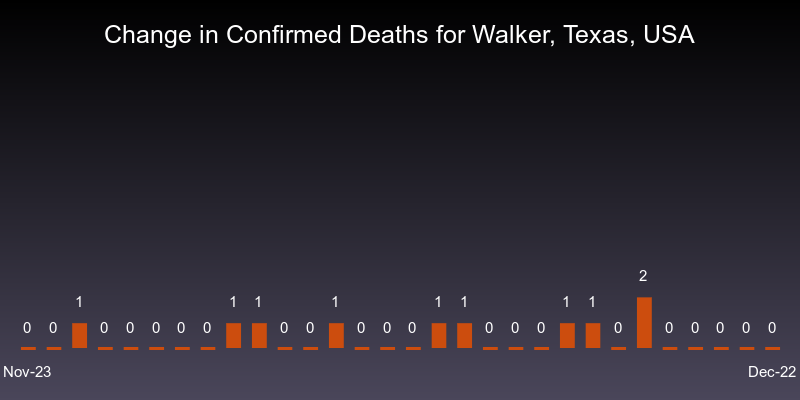 Change in Confirmed Deaths for Walker, Texas, USA
2
1 1 1 1 1 1 1 1
0 0 0 0 0 0 0 0 0 0 0 0 0 0 0 0 0 0 0 0 0
Nov-23 Dec-22